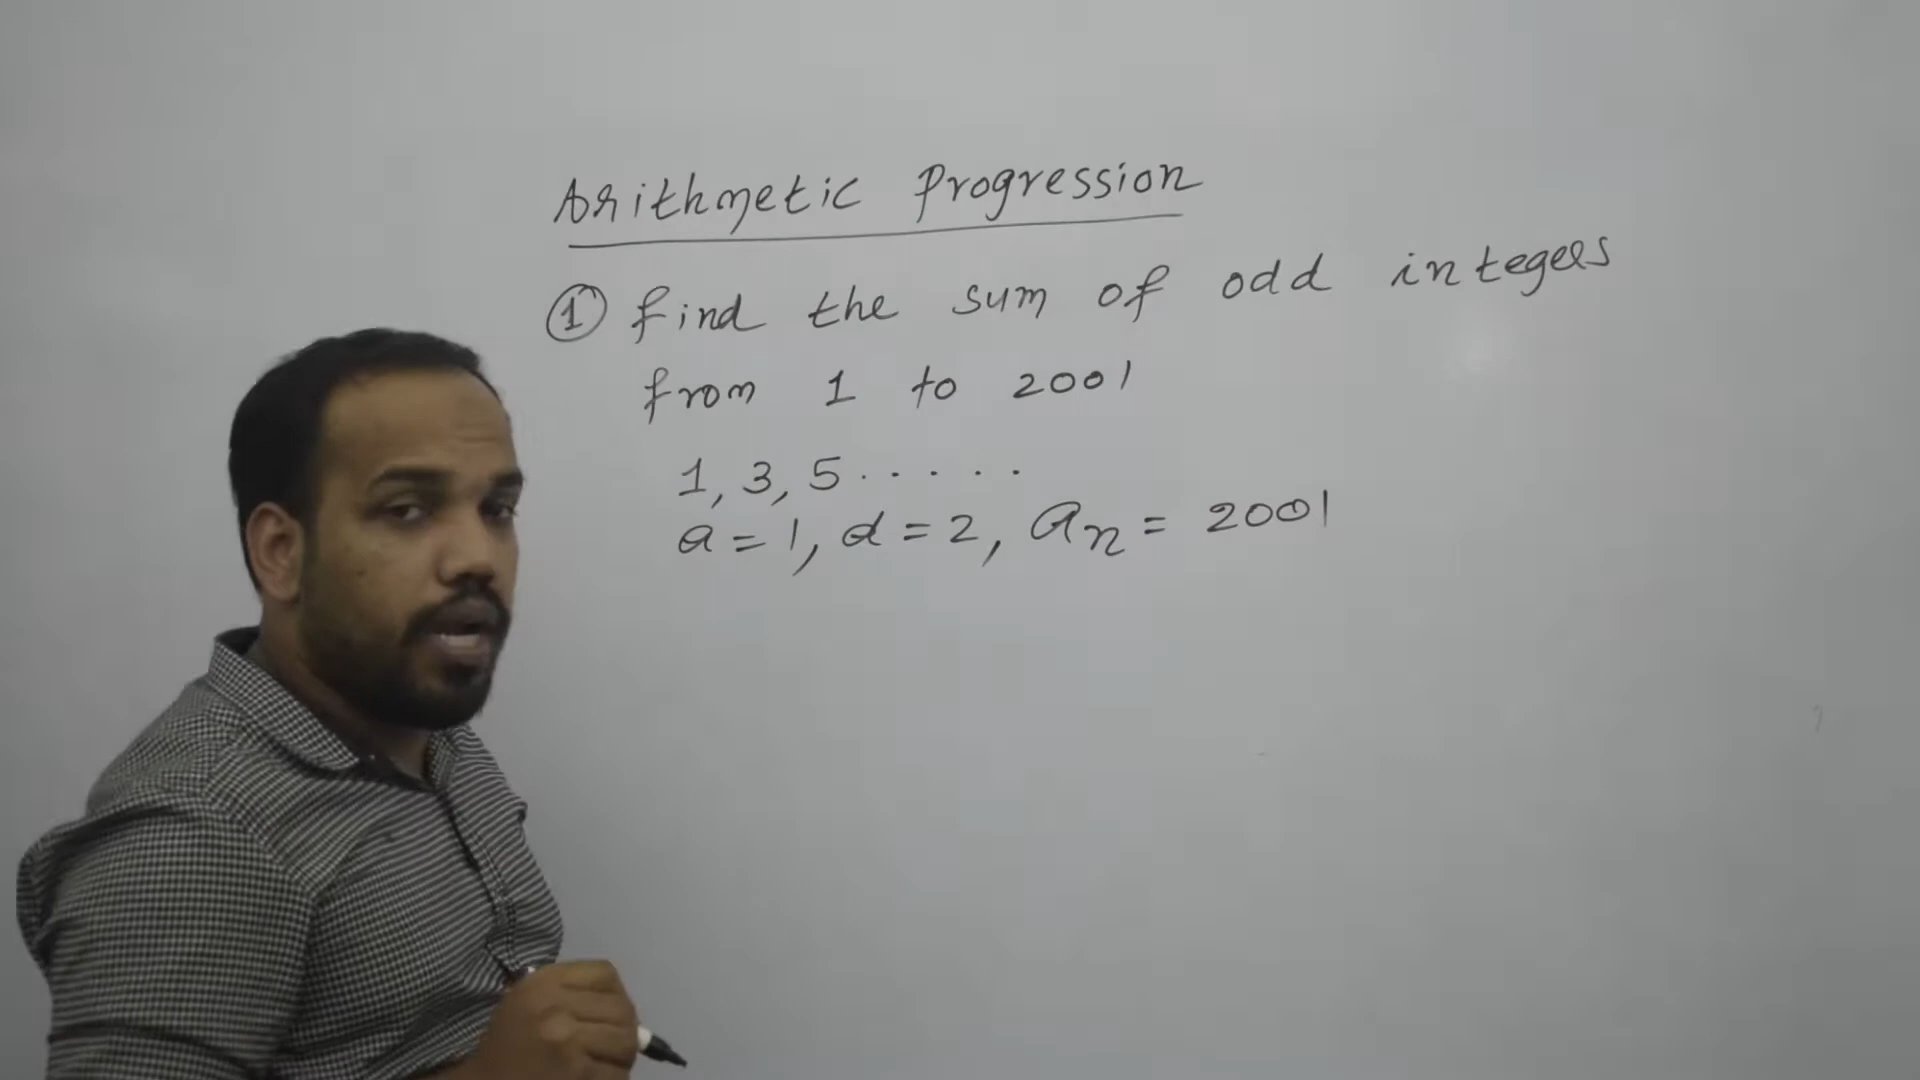 Arithmetic Progression
① find the sum of odd integers
from 1 to 2001
1, 3, 5 . . . . .
a = 1, d = 2, an = 2001